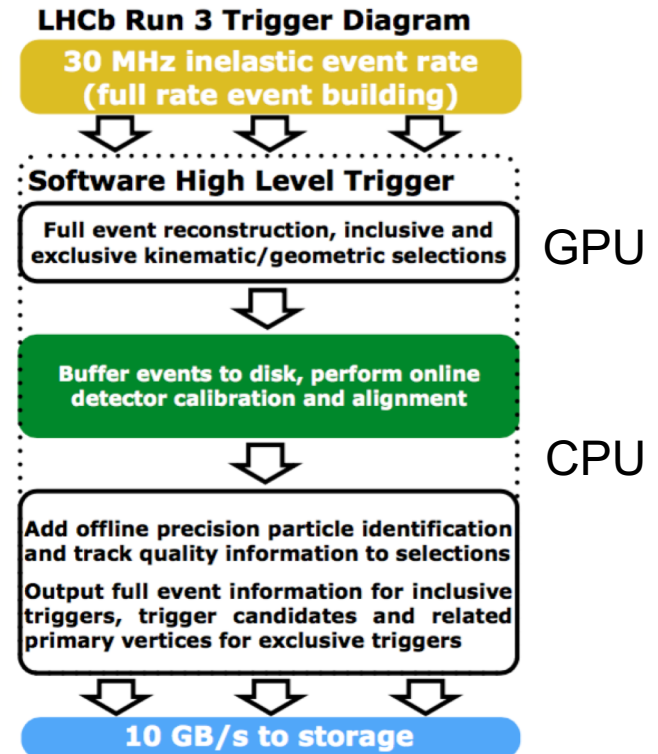 LHCb Run 3 Trigger Diagram
30 MHz inelastic event rate
(full rate event building)
Software High Level Trigger
Full event reconstruction, inclusive and
exclusive kinematic/geometric selections
GPU
Buffer events to disk, perform online
detector calibration and alignment
CPU
Add offline precision particle identification
and track quality information to selections
Output full event information for inclusive
triggers, trigger candidates and related
primary vertices for exclusive triggers
10 GB/s to storage